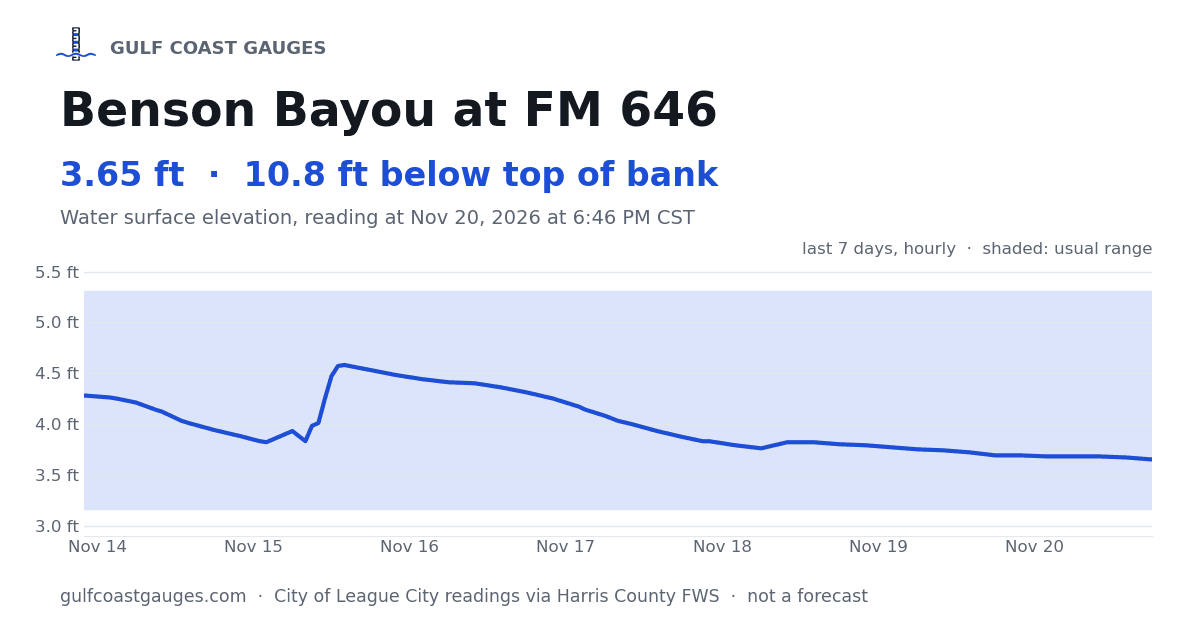 GULF COAST GAUGES
Benson Bayou at FM 646
3.65 ft · 10.8 ft below top of bank
Water surface elevation, reading at Nov 20, 2026 at 6:46 PM CST
last 7 days, hourly · shaded: usual range
5.5 ft
5.0 ft
4.5 ft
4.0 ft
3.5 ft
3.0 ft
Nov 14 Nov 15 Nov 16 Nov 17 Nov 18 Nov 19 Nov 20
gulfcoastgauges.com · City of League City readings via Harris County FWS · not a forecast